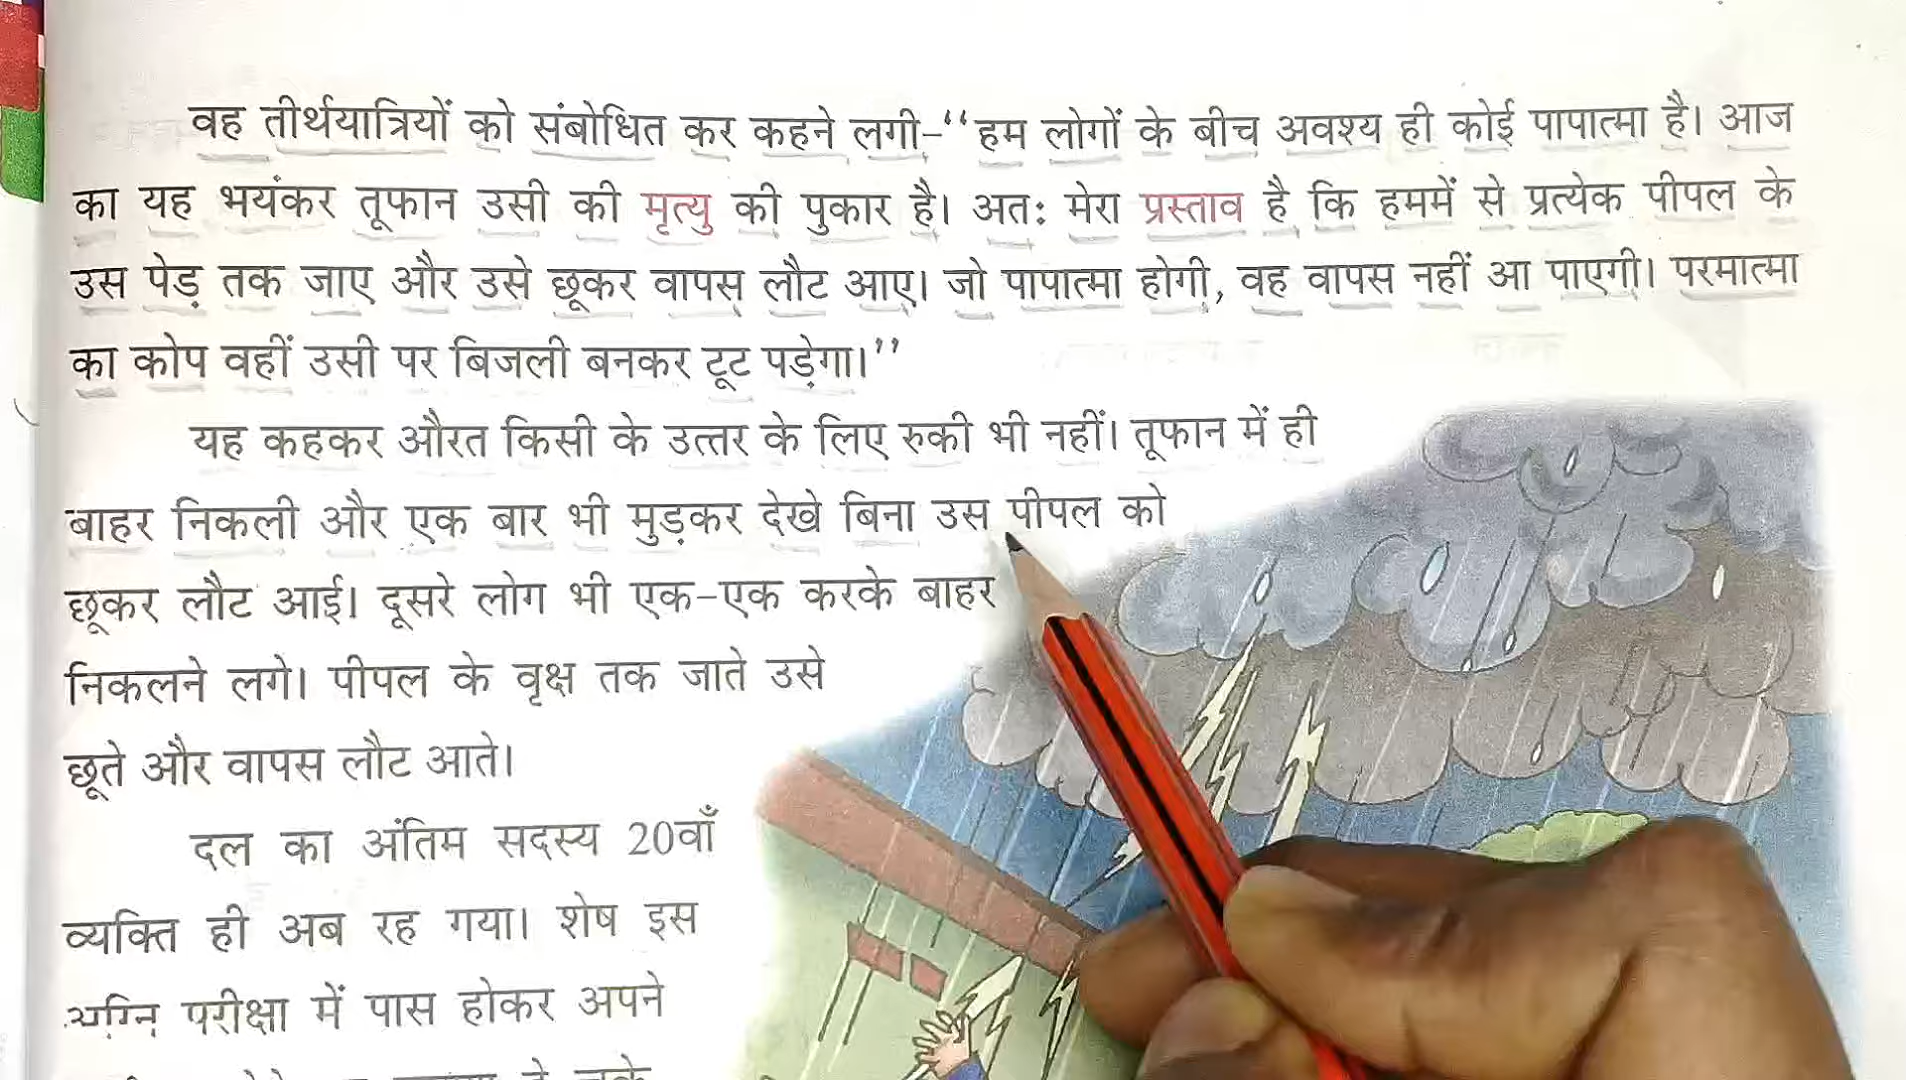 वह तीर्थयात्रियों को संबोधित कर कहने लगी-‘‘हम लोगों के बीच अवश्य ही कोई पापात्मा है। आज
का यह भयंकर तूफान उसी की मृत्यु की पुकार है। अतः मेरा प्रस्ताव है कि हममें से प्रत्येक पीपल के
उस पेड़ तक जाए और उसे छूकर वापस लौट आए। जो पापात्मा होगी, वह वापस नहीं आ पाएगी। परमात्मा
का कोप वहीं उसी पर बिजली बनकर टूट पड़ेगा।’’
यह कहकर औरत किसी के उत्तर के लिए रुकी भी नहीं। तूफान में ही
बाहर निकली और एक बार भी मुड़कर देखे बिना उस पीपल को
छूकर लौट आई। दूसरे लोग भी एक-एक करके बाहर
निकलने लगे। पीपल के वृक्ष तक जाते उसे
छूते और वापस लौट आते।
दल का अंतिम सदस्य 20वाँ
व्यक्ति ही अब रह गया। शेष इस
अग्नि परीक्षा में पास होकर अपने